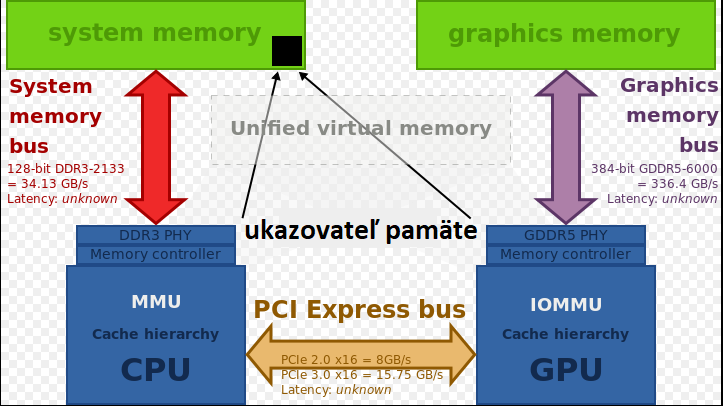 system memory
graphics memory
System
memory
bus
128-bit DDR3-2133
= 34.13 GB/s
Latency: unknown
Unified virtual memory
Graphics
memory
bus
384-bit GDDR5-6000
= 336.4 GB/s
Latency: unknown
ukazovateľ pamäte
DDR3 PHY
Memory controller
MMU
Cache hierarchy
CPU
GDDR5 PHY
Memory controller
IOMMU
Cache hierarchy
GPU
PCI Express bus
PCIe 2.0 x16 = 8GB/s
PCIe 3.0 x16 = 15.75 GB/s
Latency: unknown